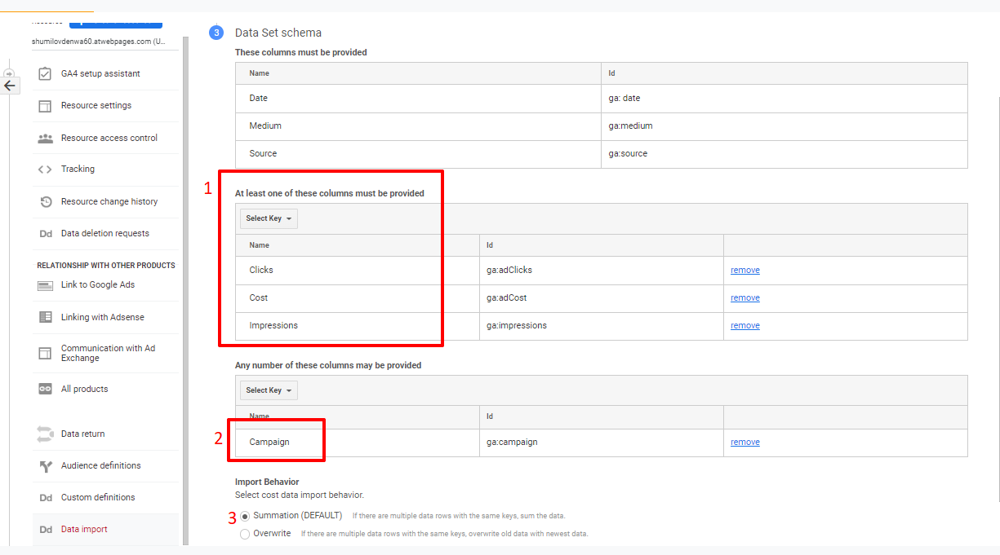 shumilovdenwa60.atwebpages.com (U...
GA4 setup assistant
Resource settings
Resource access control
Tracking
Resource change history
Dd Data deletion requests
RELATIONSHIP WITH OTHER PRODUCTS
Link to Google Ads
Linking with Adsense
Communication with Ad
Exchange
All products
Data return
Audience definitions
Dd Custom definitions
Dd Data import
3 Data Set schema
These columns must be provided
Name Id
Date ga: date
Medium ga:medium
Source ga:source
1
At least one of these columns must be provided
Select Key
Name Id
Clicks ga:adClicks remove
Cost ga:adCost remove
Impressions ga:impressions remove
Any number of these columns may be provided
Select Key
Name Id
2
Campaign ga:campaign remove
Import Behavior
Select cost data import behavior.
3 Summation (DEFAULT) If there are multiple data rows with the same keys, sum the data.
Overwrite If there are multiple data rows with the same keys, overwrite old data with newest data.